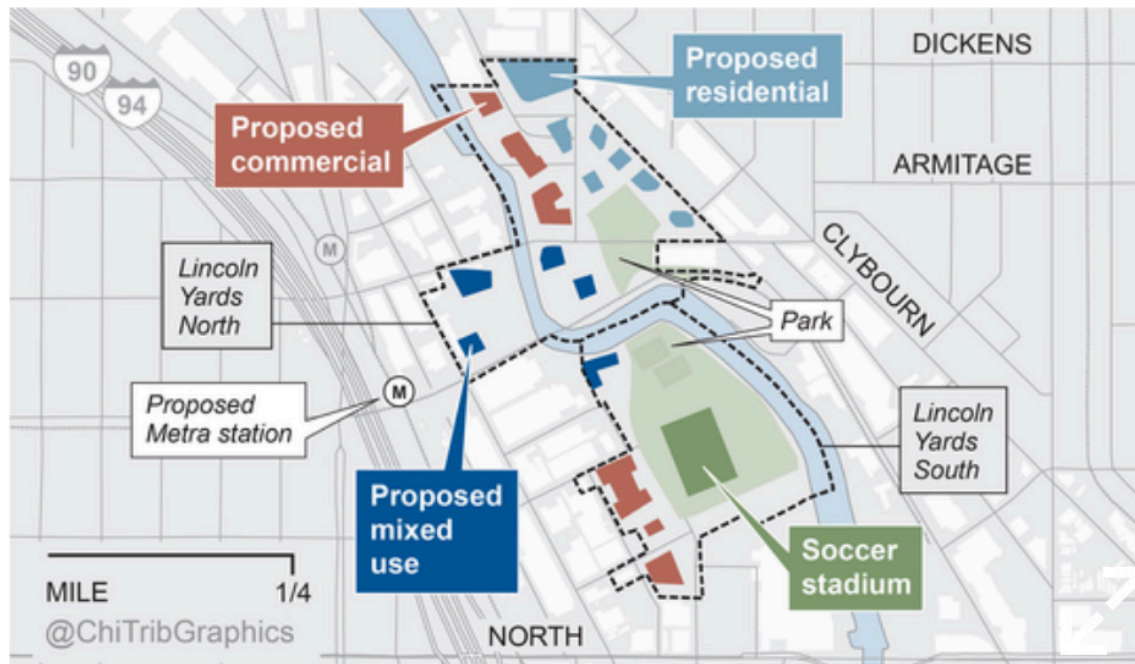 DICKENS
90
94
Proposed
residential
Proposed
commercial
ARMITAGE
M
Lincoln
Yards
North
CLYBOURN
Park
M
Proposed
Metra station
Lincoln
Yards
South
Proposed
mixed
use
Soccer
stadium
MILE 1/4
@ChiTribGraphics
NORTH